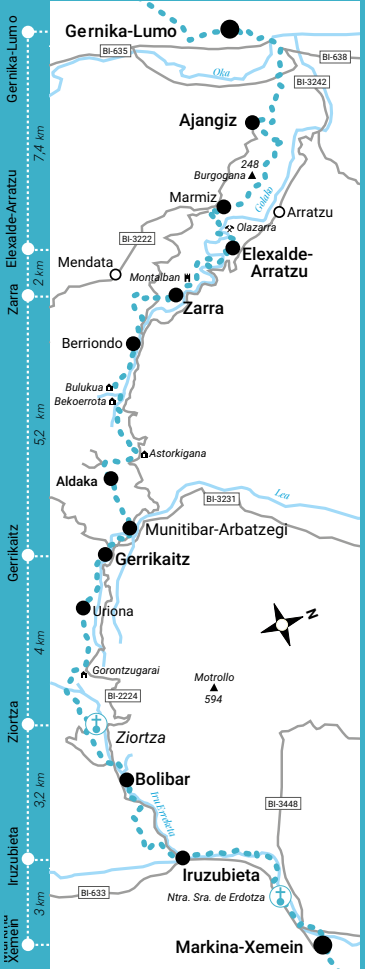 Gernika-Lumo
Gernika-Lumo
BI-635
BI-638
Oka
BI-3242
Ajangiz
7,4 km
248
Burgogana
Golako
Marmiz
Arratzu
Olazarra
BI-3222
Elexalde-Arratzu
Elexalde-
Arratzu
Mendata
Montalban
2 km
Zarra
Zarra
Berriondo
Bulukua
Bekoerrota
5,2 km
Astorkigana
Aldaka
Lea
BI-3231
Munitibar-Arbatzegi
Gerrikaitz
Gerrikaitz
Uriona
N
4 km
Gorontzugarai
Motrollo
594
BI-2224
Ziortza
Ziortza
Bolibar
3,2 km
Iru Erreketa
BI-3448
Iruzubieta
Iruzubieta
BI-633
Ntra. Sra. de Erdotza
3 km
Markina
Xemein
Markina-Xemein